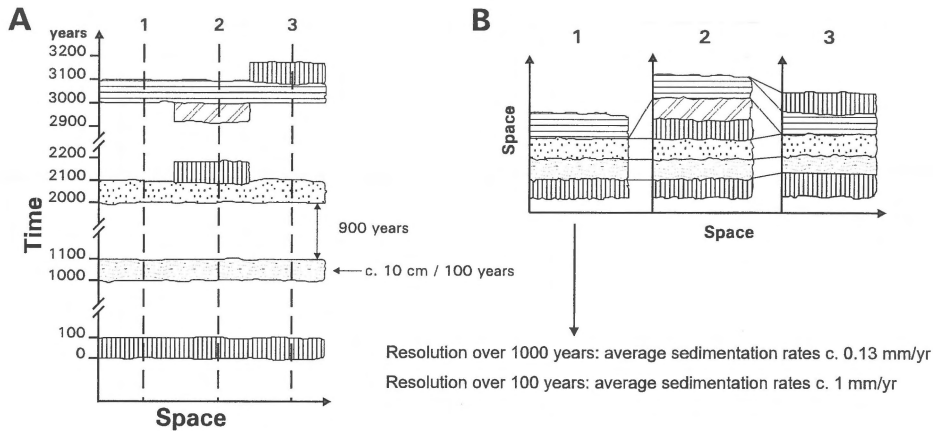 A
years
1 2 3
3200
3100
3000
2900
2200
2100
2000
900 years
1100
1000
c. 10 cm / 100 years
100
0
Time
Space
B
1 2 3
Space
Space
Resolution over 1000 years: average sedimentation rates c. 0.13 mm/yr
Resolution over 100 years: average sedimentation rates c. 1 mm/yr